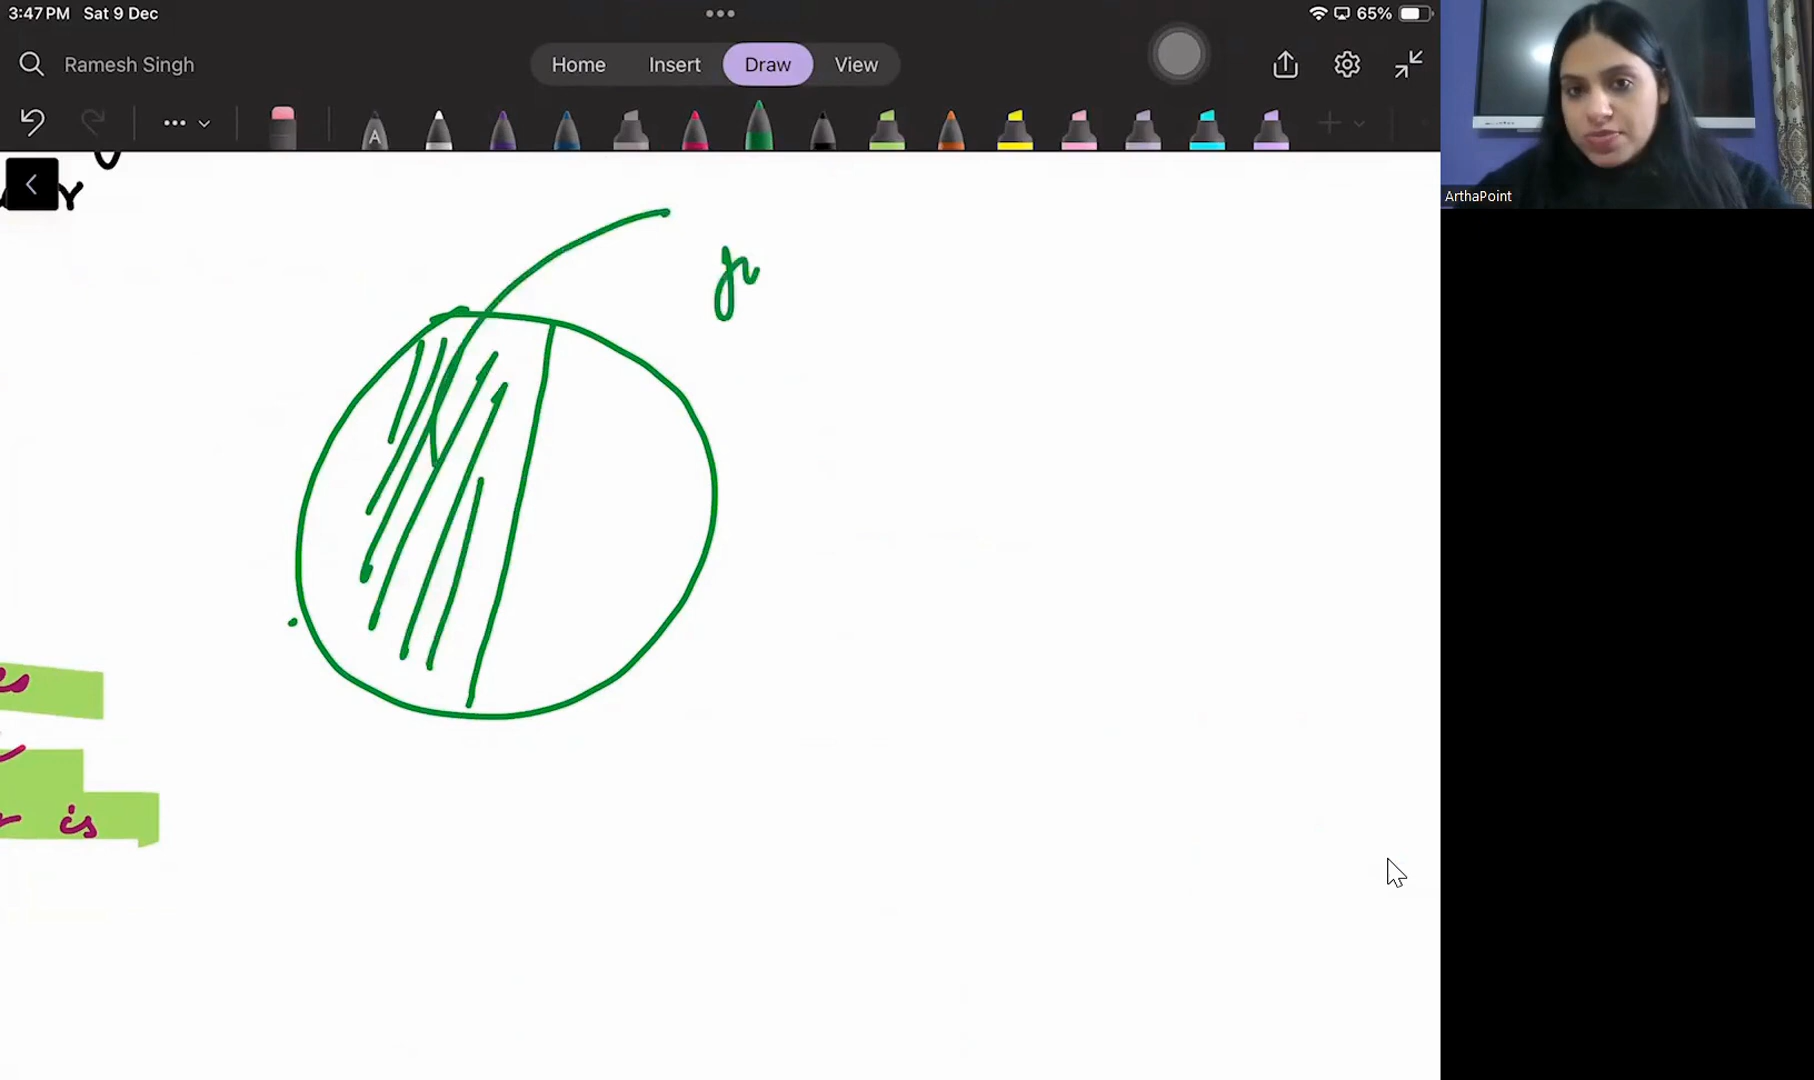 3:47 PM Sat 9 Dec
65%
Ramesh Singh
Home Insert Draw View
A
Y
ArthaPoint
is